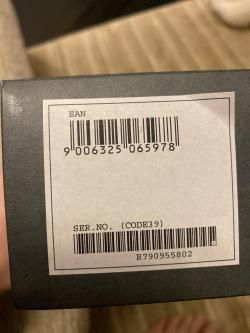 EAN
9 006325 065978
SER.NO. (CODE39)
R790955802